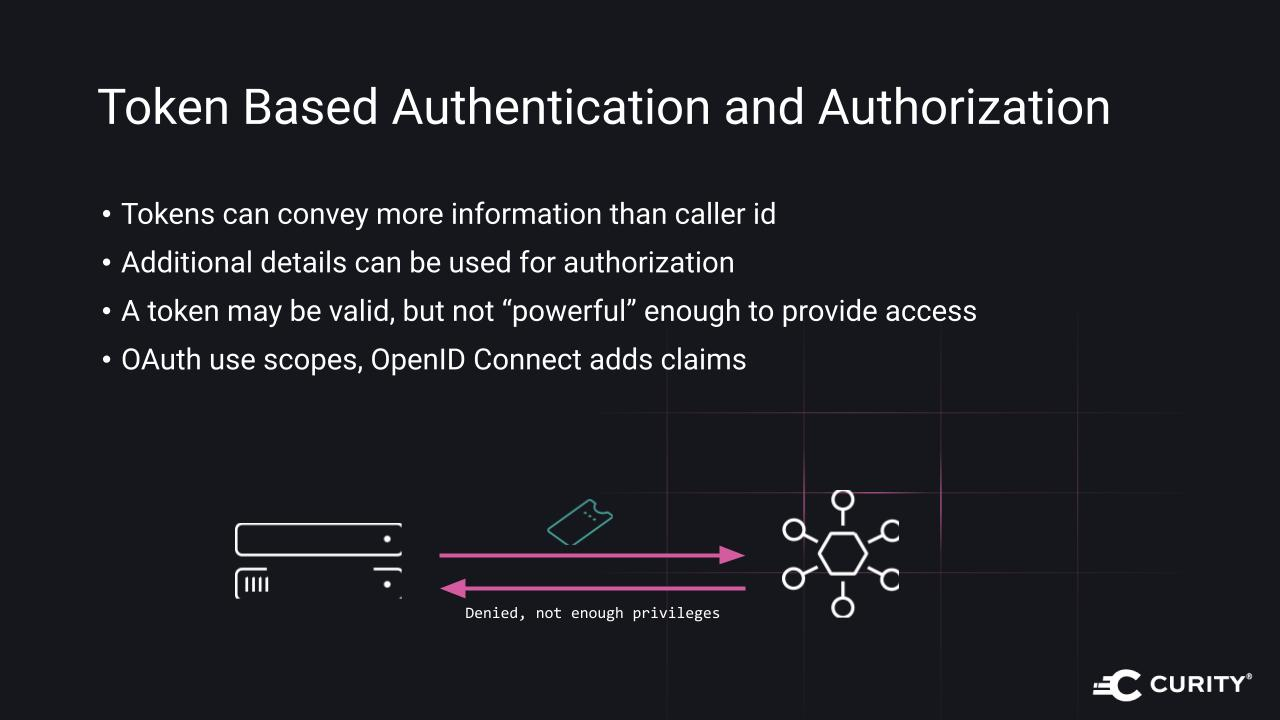 Token Based Authentication and Authorization
• Tokens can convey more information than caller id
• Additional details can be used for authorization
• A token may be valid, but not “powerful” enough to provide access
• OAuth use scopes, OpenID Connect adds claims
Denied, not enough privileges
CURITY®